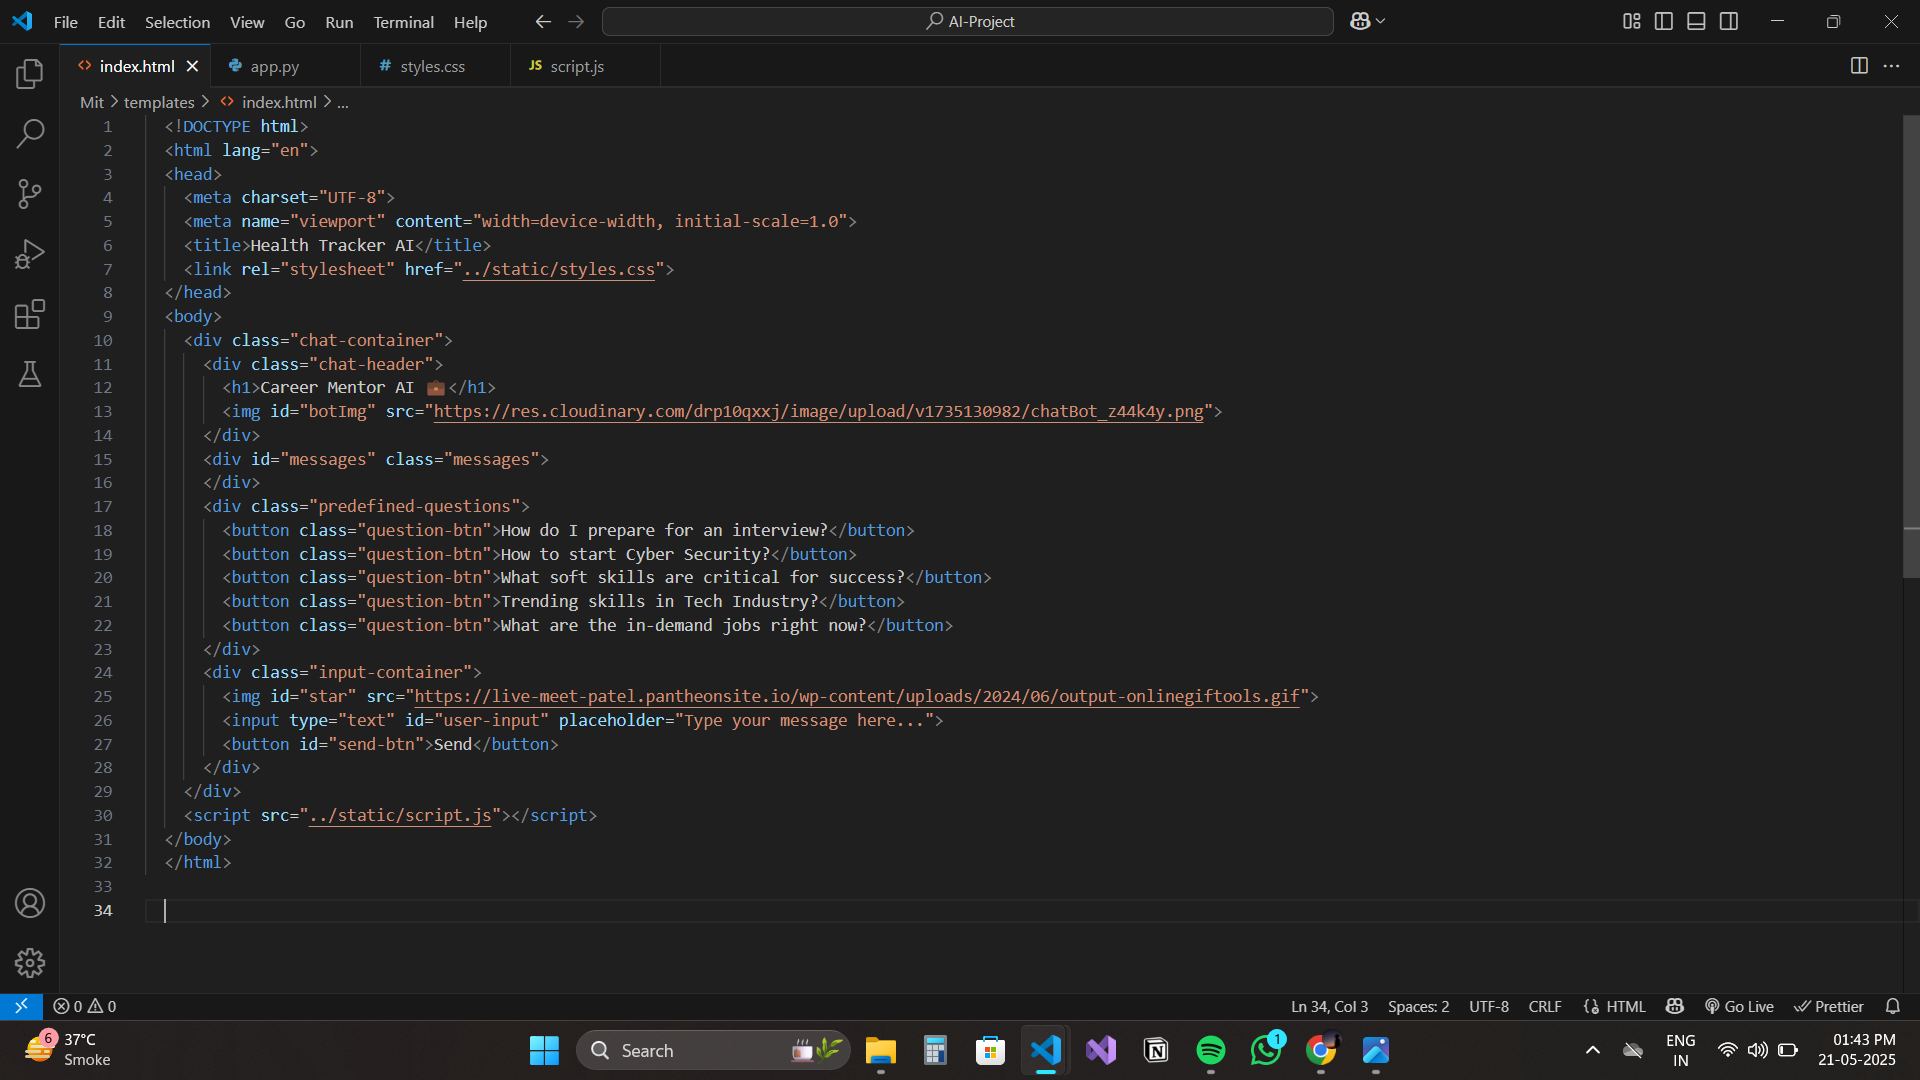 File Edit Selection View Go Run Terminal Help
AI-Project
index.html
app.py
# styles.css
JS script.js
Mit > templates > index.html > ...
1 <!DOCTYPE html>
2 <html lang="en">
3 <head>
4 <meta charset="UTF-8">
5 <meta name="viewport" content="width=device-width, initial-scale=1.0">
6 <title>Health Tracker AI</title>
7 <link rel="stylesheet" href="../static/styles.css">
8 </head>
9 <body>
10 <div class="chat-container">
11 <div class="chat-header">
12 <h1>Career Mentor AI 💼</h1>
13 <img id="botImg" src="https://res.cloudinary.com/drp10qxxj/image/upload/v1735130982/chatBot_z44k4y.png">
14 </div>
15 <div id="messages" class="messages">
16 </div>
17 <div class="predefined-questions">
18 <button class="question-btn">How do I prepare for an interview?</button>
19 <button class="question-btn">How to start Cyber Security?</button>
20 <button class="question-btn">What soft skills are critical for success?</button>
21 <button class="question-btn">Trending skills in Tech Industry?</button>
22 <button class="question-btn">What are the in-demand jobs right now?</button>
23 </div>
24 <div class="input-container">
25 <img id="star" src="https://live-meet-patel.pantheonsite.io/wp-content/uploads/2024/06/output-onlinegiftools.gif">
26 <input type="text" id="user-input" placeholder="Type your message here...">
27 <button id="send-btn">Send</button>
28 </div>
29 </div>
30 <script src="../static/script.js"></script>
31 </body>
32 </html>
33
34
0 0
Ln 34, Col 3 Spaces: 2 UTF-8 CRLF {} HTML Go Live Prettier
6
37°C
Smoke
Search
1
ENG
IN
01:43 PM
21-05-2025